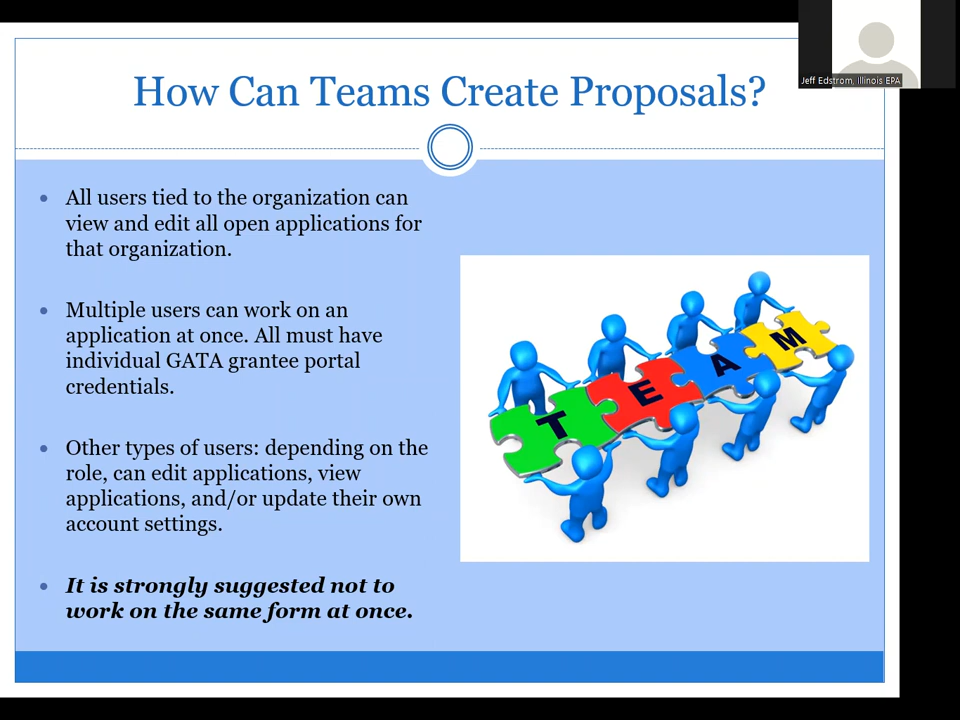 Jeff Edstrom, Illinois EPA
How Can Teams Create Proposals?
All users tied to the organization can
view and edit all open applications for
that organization.
Multiple users can work on an
application at once. All must have
individual GATA grantee portal
credentials.
Other types of users: depending on the
role, can edit applications, view
applications, and/or update their own
account settings.
It is strongly suggested not to
work on the same form at once.
T E A M